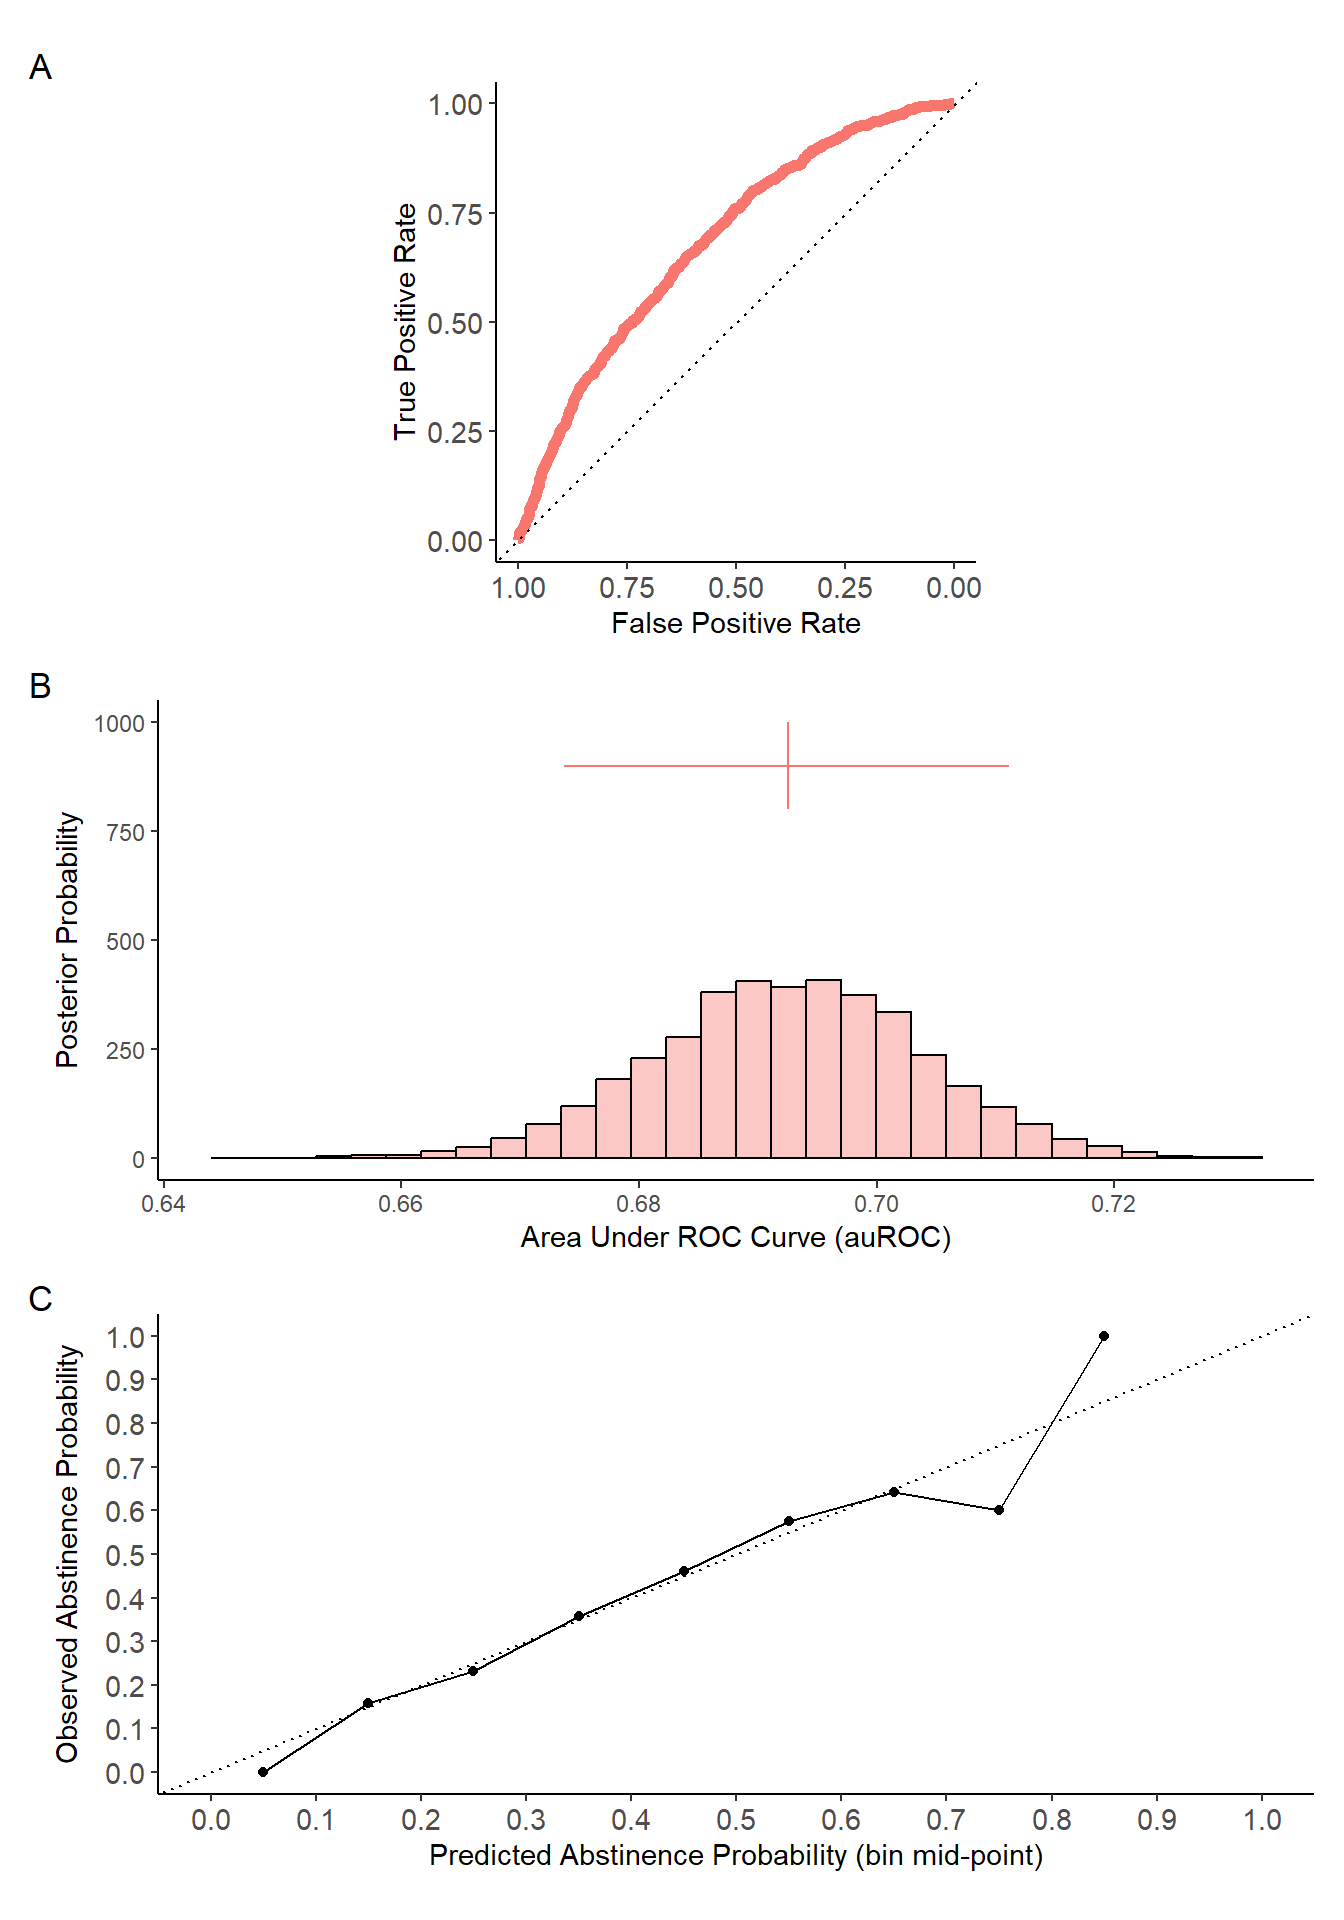 A
1.00
0.75
0.50
0.25
0.00
True Positive Rate
1.00 0.75 0.50 0.25 0.00
False Positive Rate
B
1000
750
500
250
0
Posterior Probability
0.64 0.66 0.68 0.70 0.72
Area Under ROC Curve (auROC)
C
1.0
0.9
0.8
0.7
0.6
0.5
0.4
0.3
0.2
0.1
0.0
Observed Abstinence Probability
0.0 0.1 0.2 0.3 0.4 0.5 0.6 0.7 0.8 0.9 1.0
Predicted Abstinence Probability (bin mid-point)